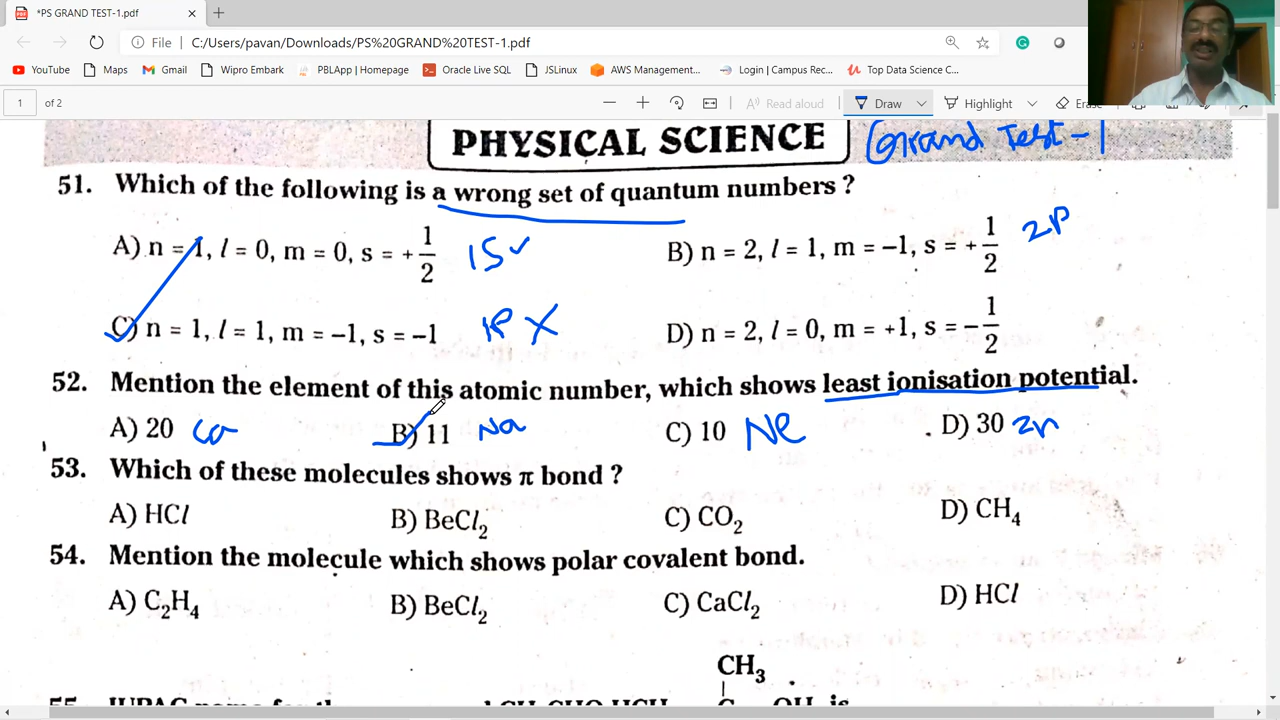 *PS GRAND TEST-1.pdf
File C:/Users/pavan/Downloads/PS%20GRAND%20TEST-1.pdf
YouTube Maps Gmail Wipro Embark PBLApp | Homepage Oracle Live SQL JSLinux AWS Management... Login | Campus Rec... Top Data Science C...
1 of 2 Read aloud Draw Highlight Erase
PHYSICAL SCIENCE Grand Test-1
51. Which of the following is a wrong set of quantum numbers ?
A) n = 1, l = 0, m = 0, s = +1/2 1S B) n = 2, l = 1, m = −1, s = +1/2 2P
C) n = 1, l = 1, m = −1, s = −1 1P X D) n = 2, l = 0, m = +1, s = −1/2
52. Mention the element of this atomic number, which shows least ionisation potential.
A) 20 Ca B) 11 Na C) 10 Ne D) 30 Zn
53. Which of these molecules shows π bond ?
A) HCl B) BeCl₂ C) CO₂ D) CH₄
54. Mention the molecule which shows polar covalent bond.
A) C₂H₄ B) BeCl₂ C) CaCl₂ D) HCl
CH₃